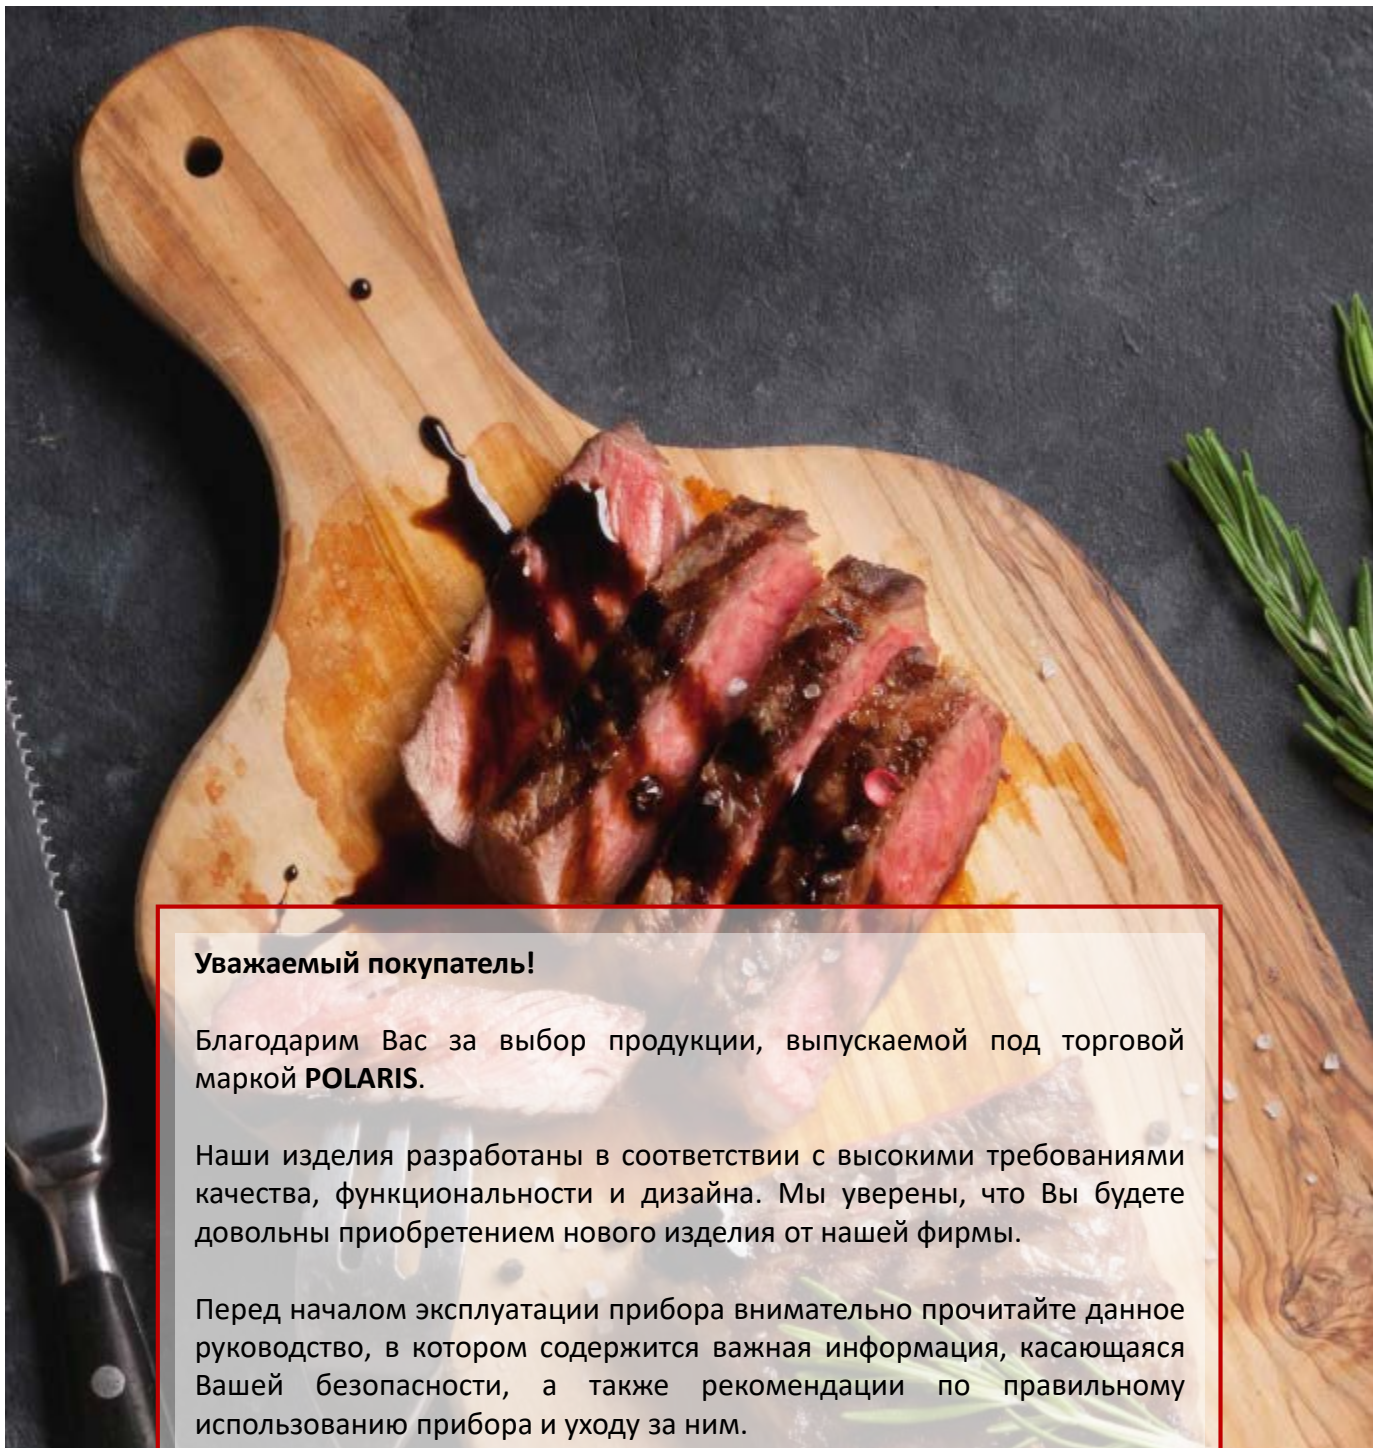 Уважаемый покупатель!
Благодарим Вас за выбор продукции, выпускаемой под торговой
маркой POLARIS.
Наши изделия разработаны в соответствии с высокими требованиями
качества, функциональности и дизайна. Мы уверены, что Вы будете
довольны приобретением нового изделия от нашей фирмы.
Перед началом эксплуатации прибора внимательно прочитайте данное
руководство, в котором содержится важная информация, касающаяся
Вашей безопасности, а также рекомендации по правильному
использованию прибора и уходу за ним.